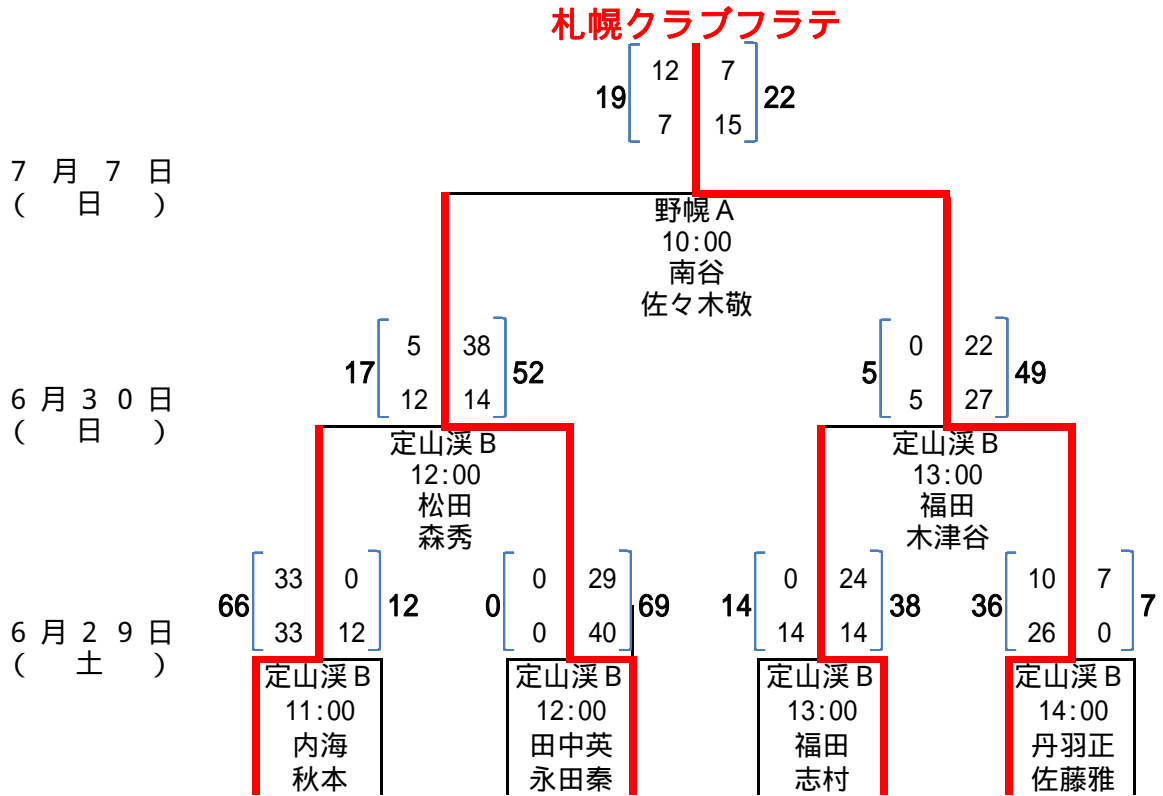 札幌クラブフラテ
12 7
19 22
7 15
7月7日
(日)
野幌A
10:00
南谷
佐々木敬
5 38
17 52
12 14
0 22
5 49
5 27
6月30日
(日)
定山渓B
12:00
松田
森秀
定山渓B
13:00
福田
木津谷
33 0
66 12
33 12
0 29
0 69
0 40
0 24
14 38
14 14
10 7
36 7
26 0
6月29日
(土)
定山渓B
11:00
内海
秋本
定山渓B
12:00
田中英
永田秦
定山渓B
13:00
福田
志村
定山渓B
14:00
丹羽正
佐藤雅